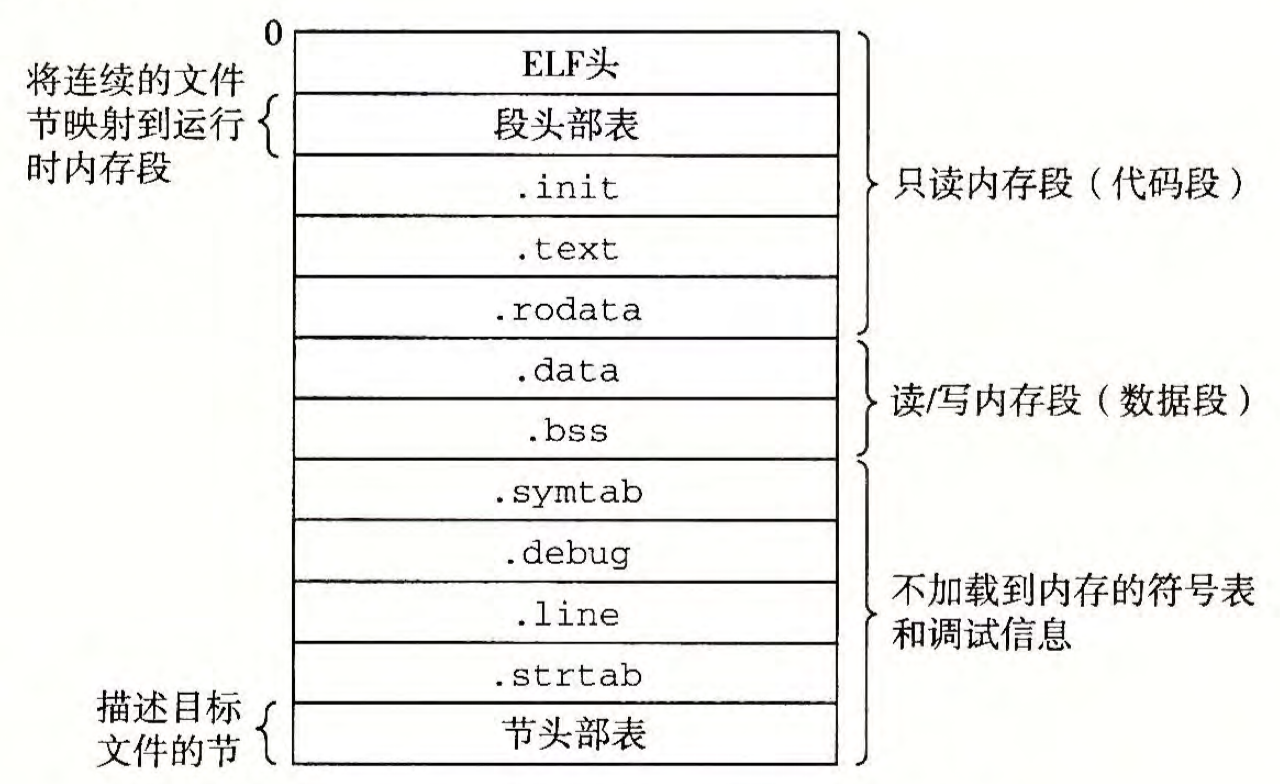 0
将连续的文件
节映射到运行
时内存段
ELF头
段头部表
.init
.text
.rodata
只读内存段（代码段）
.data
.bss
读/写内存段（数据段）
.symtab
.debug
.line
.strtab
不加载到内存的符号表
和调试信息
描述目标
文件的节
节头部表